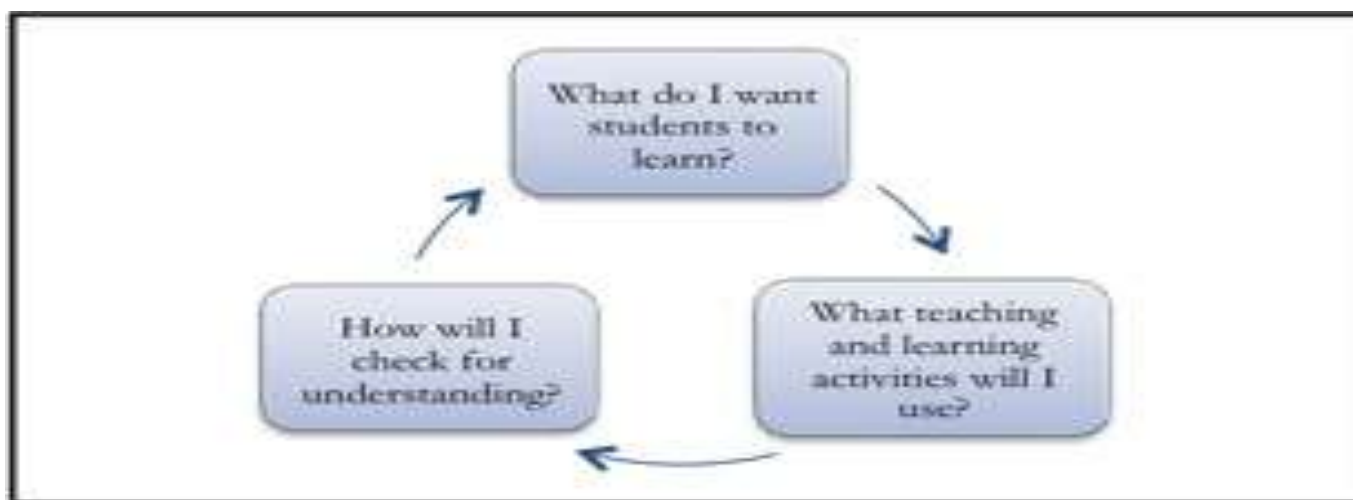 What do I want
students to
learn?
What teaching
and learning
activities will I
use?
How will I
check for
understanding?